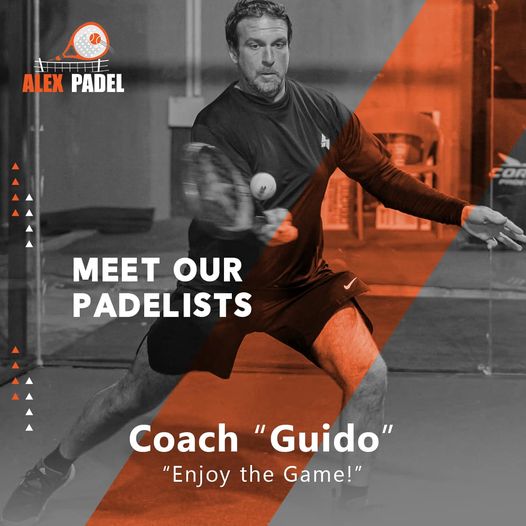 ALEX PADEL
MEET OUR
PADELISTS
Coach “Guido”
“Enjoy the Game!”